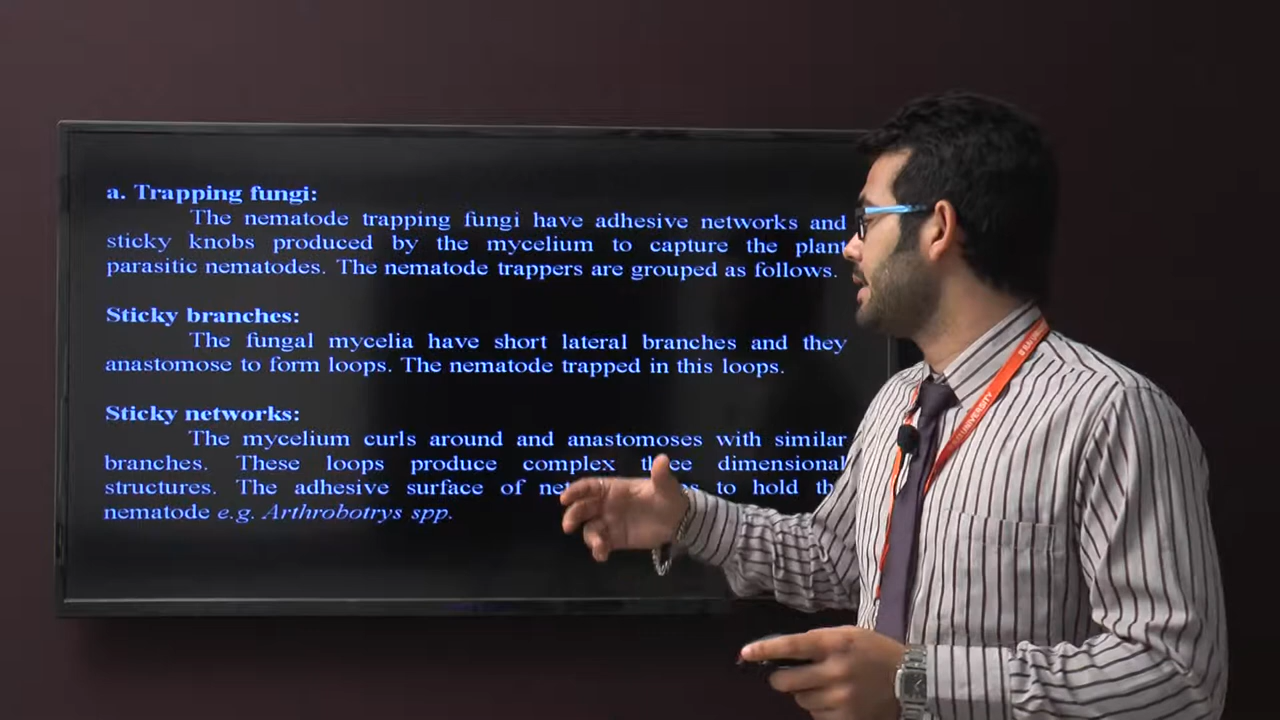 a. Trapping fungi:
The nematode trapping fungi have adhesive networks and
sticky knobs produced by the mycelium to capture the plant
parasitic nematodes. The nematode trappers are grouped as follows.
Sticky branches:
The fungal mycelia have short lateral branches and they
anastomose to form loops. The nematode trapped in this loops.
Sticky networks:
The mycelium curls around and anastomoses with similar
branches. These loops produce complex three dimensional
structures. The adhesive surface of to hold
nematode e.g. Arthrobotrys spp.
UNIVERSITY